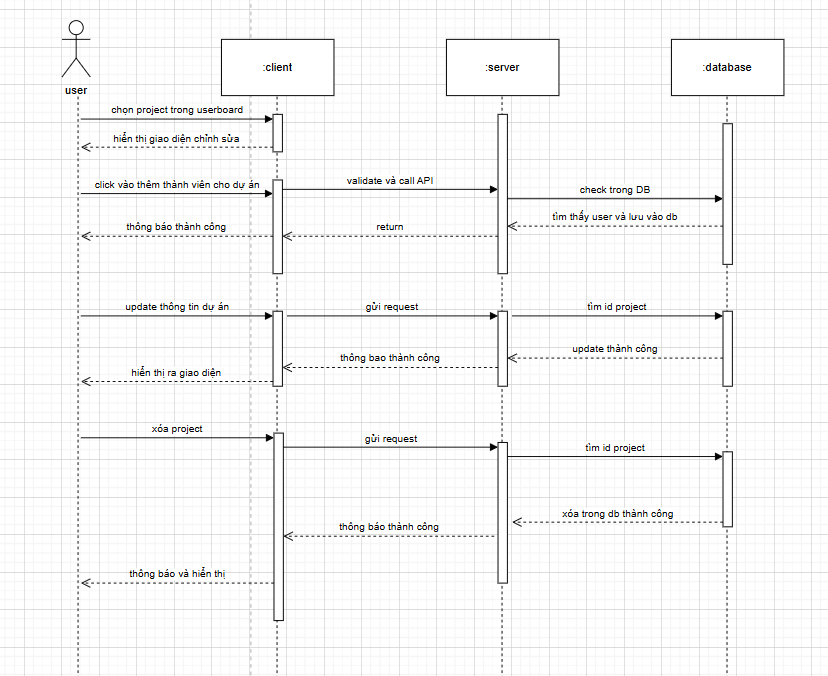 :client
:server
:database
user
chọn project trong userboard
hiển thị giao diện chỉnh sửa
click vào thêm thành viên cho dự án
validate và call API
check trong DB
tìm thấy user và lưu vào db
return
thông báo thành công
update thông tin dự án
gửi request
tìm id project
update thành công
thông bao thành công
hiển thị ra giao diện
xóa project
gửi request
tìm id project
xóa trong db thành công
thông báo thành công
thông báo và hiển thị